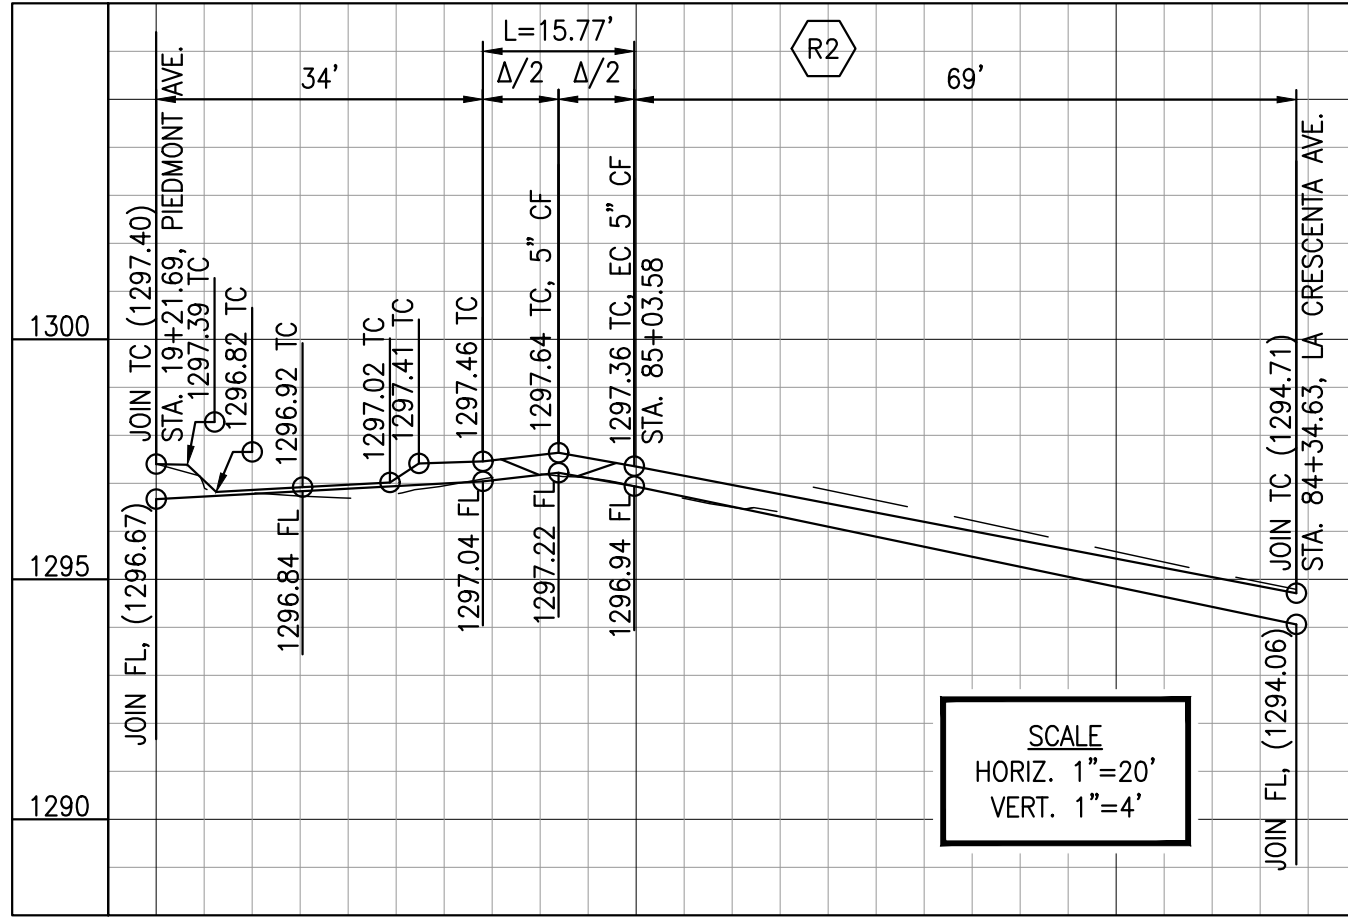 L=15.77'
R2
34'
Δ/2
Δ/2
69'
JOIN TC (1297.40)
STA. 19+21.69, PIEDMONT AVE.
1297.39 TC
1296.82 TC
1296.92 TC
1297.02 TC
1297.41 TC
1297.46 TC
1297.64 TC, 5" CF
1297.36 TC, EC 5" CF
STA. 85+03.58
JOIN TC (1294.71)
STA. 84+34.63, LA CRESCENTA AVE.
1300
1295
1290
JOIN FL, (1296.67)
1296.84 FL
1297.04 FL
1297.22 FL
1296.94 FL
JOIN FL, (1294.06)
SCALE
HORIZ. 1"=20'
VERT. 1"=4'